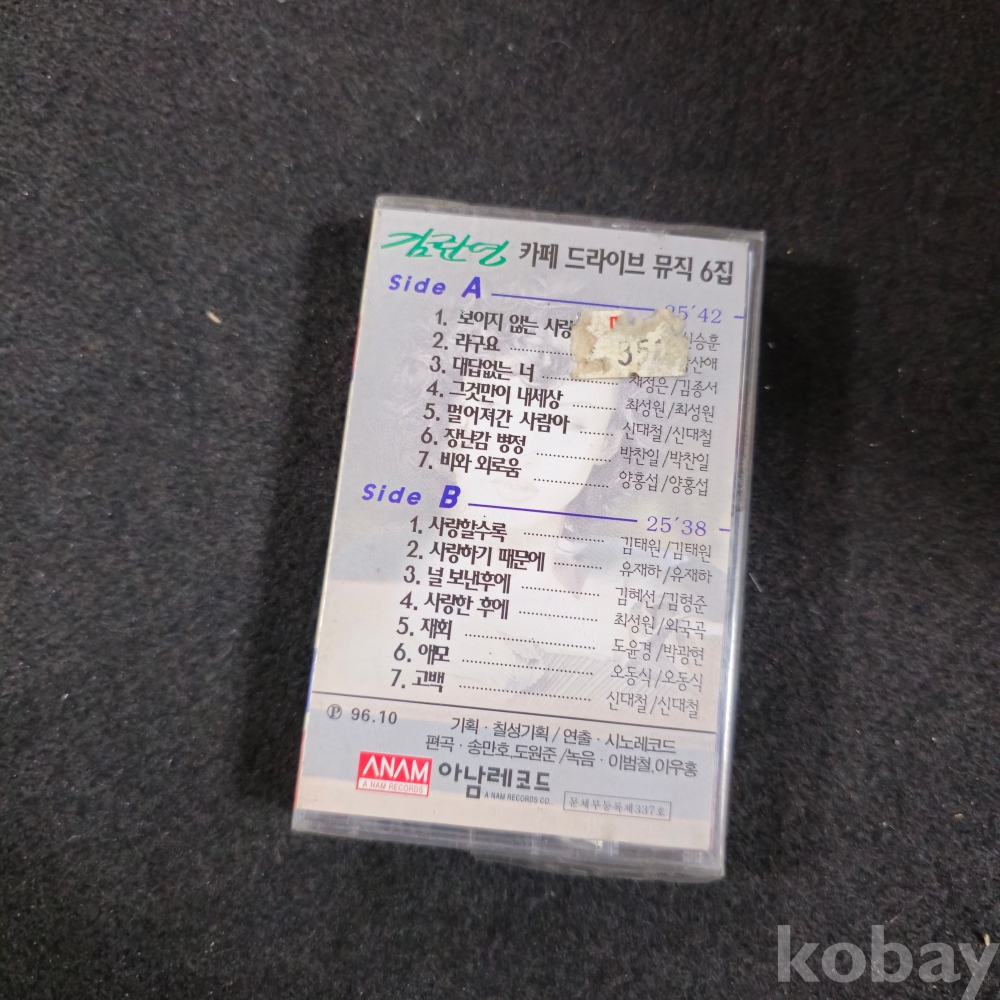 김란영 카페 드라이브 뮤직 6집
Side A 25´42
1. 보이지 않는 사랑 신승훈
2. 라구요
3. 대답없는 너 채정은/김종서
4. 그것만이 내세상 최성원/최성원
5. 멀어져간 사람아 신대철/신대철
6. 장난감 병정 박찬일/박찬일
7. 비와 외로움 양홍섭/양홍섭
Side B 25´38
1. 사랑할수록 김태원/김태원
2. 사랑하기 때문에 유재하/유재하
3. 널 보낸후에 김혜선/김형준
4. 사랑한 후에 최성원/외국곡
5. 재회 도윤경/박광현
6. 애모 오동식/오동식
7. 고백 신대철/신대철
Ⓟ 96.10
기획·칠성기획/연출·시노레코드
편곡·송만호,도원준/녹음·이범철,이우홍
ANAM
A NAM RECORDS
아남레코드
A NAM RECORDS CO.
문체부등록제337호
kobay